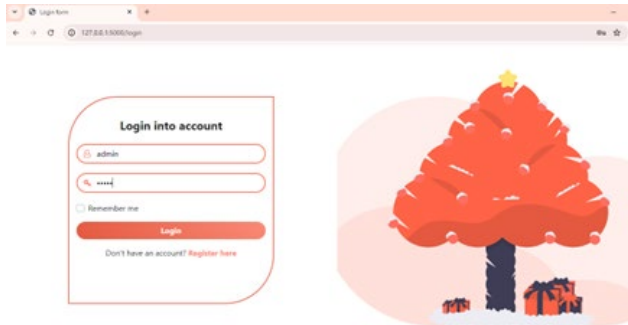 Login form
127.0.0.1:5000/login
Login into account
admin
•••••
Remember me
Login
Don't have an account? Register here